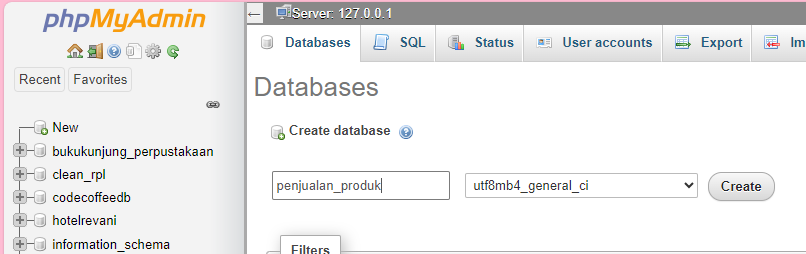 phpMyAdmin
Recent Favorites
New
bukukunjung_perpustakaan
clean_rpl
codecoffeedb
hotelrevani
information_schema
Server: 127.0.0.1
Databases SQL Status User accounts Export Im
Databases
Create database
penjualan_produk utf8mb4_general_ci Create
Filters